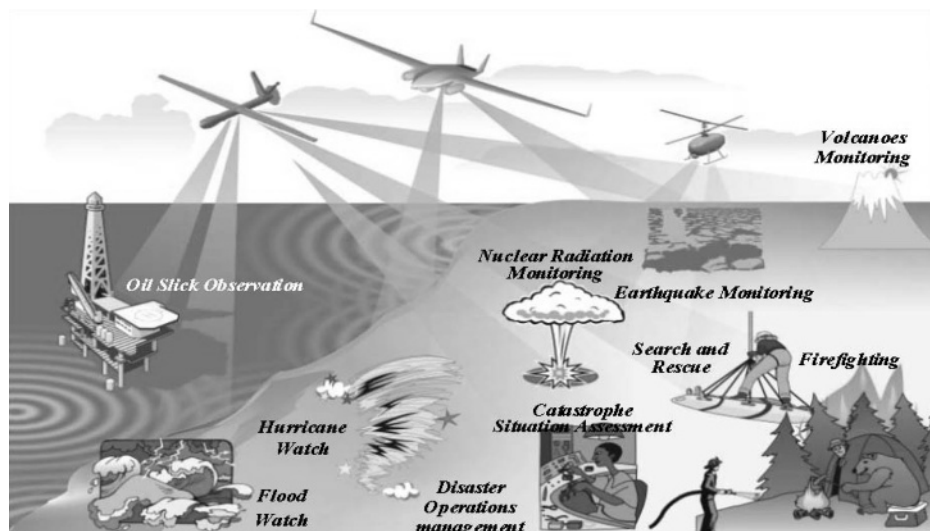 Volcanoes
Monitoring
Nuclear Radiation
Monitoring
Oil Slick Observation
Earthquake Monitoring
Search and
Rescue
Firefighting
Catastrophe
Situation Assessment
Hurricane
Watch
Disaster
Operations
management
Flood
Watch